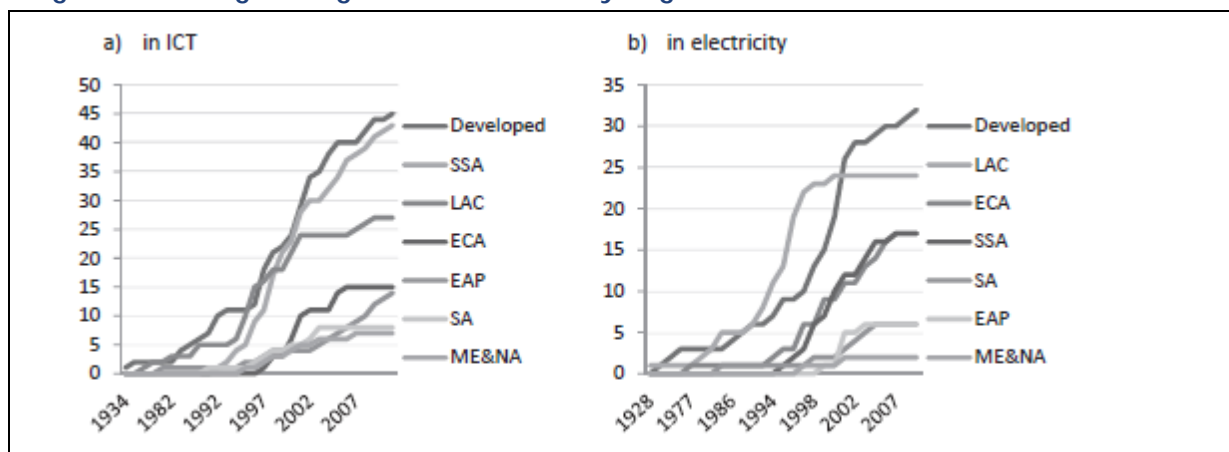 a) in ICT
50
45
40
35
30
25
20
15
10
5
0
1934
1982
1992
1997
2002
2007
Developed
SSA
LAC
ECA
EAP
SA
ME&NA
b) in electricity
35
30
25
20
15
10
5
0
1928
1977
1986
1994
1998
2002
2007
Developed
LAC
ECA
SSA
SA
EAP
ME&NA